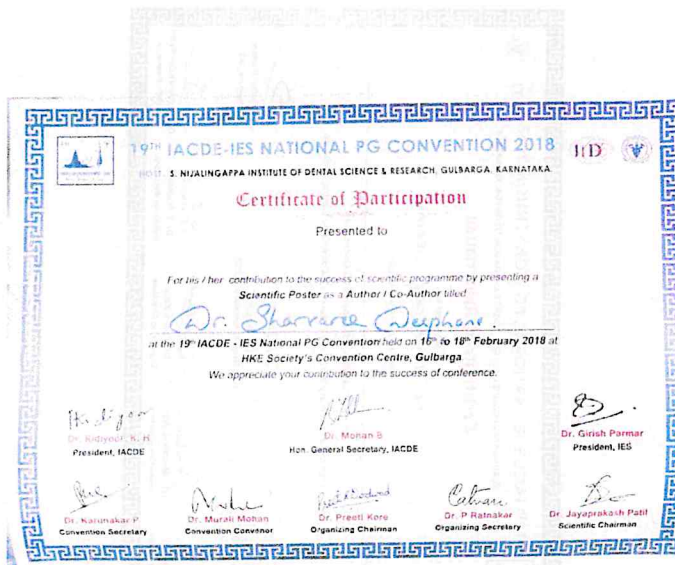 19TH IACDE-IES NATIONAL PG CONVENTION 2018
HOST: S. NIJALINGAPPA INSTITUTE OF DENTAL SCIENCE & RESEARCH, GULBARGA, KARNATAKA
Certificate of Participation
Presented to
For his / her contribution to the success of scientific programme by presenting a
Scientific Poster as a Author / Co-Author titled
Dr. Sharvaree
at the 19th IACDE - IES National PG Convention held on 16th to 18th February 2018 at
HKE Society's Convention Centre, Gulbarga
We appreciate your contribution to the success of conference.
Dr. Kidiyoor, K. H
President, IACDE
Dr. Mohan B
Hon. General Secretary, IACDE
Dr. Girish Parmar
President, IES
Dr. Karunakar P
Convention Secretary
Dr. Murali Mohan
Convention Convenor
Dr. Preeti Kore
Organizing Chairman
Dr. P Ratnakar
Organizing Secretary
Dr. Jayaprakash Patil
Scientific Chairman